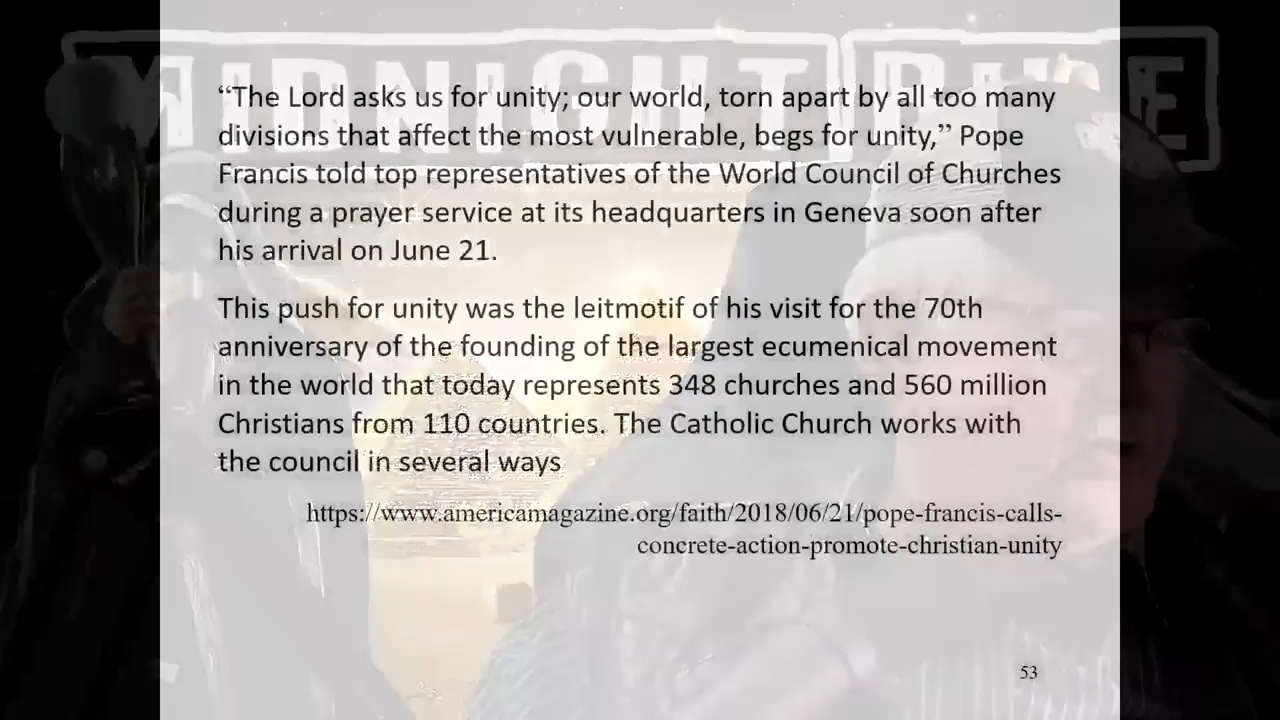 MIDNIGHT RIDE
“The Lord asks us for unity; our world, torn apart by all too many
divisions that affect the most vulnerable, begs for unity,” Pope
Francis told top representatives of the World Council of Churches
during a prayer service at its headquarters in Geneva soon after
his arrival on June 21.
This push for unity was the leitmotif of his visit for the 70th
anniversary of the founding of the largest ecumenical movement
in the world that today represents 348 churches and 560 million
Christians from 110 countries. The Catholic Church works with
the council in several ways
https://www.americamagazine.org/faith/2018/06/21/pope-francis-calls-
concrete-action-promote-christian-unity
53